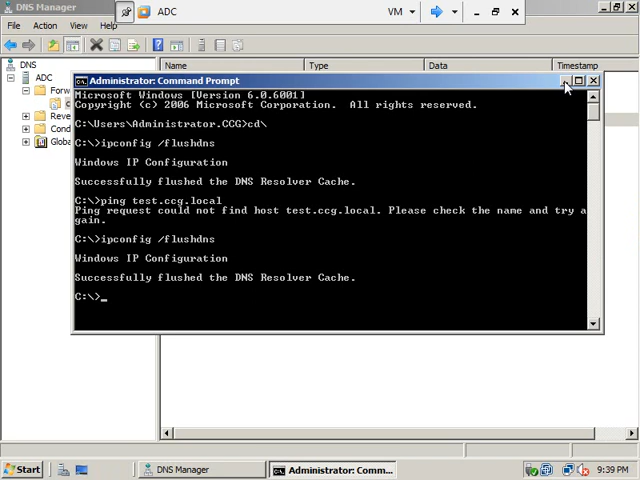 DNS Manager
ADC
VM
File Action View Help
DNS
ADC
Forw
c
Reve
Cond
Globa
Name Type Data Timestamp
Administrator: Command Prompt
Microsoft Windows [Version 6.0.6001]
Copyright (c) 2006 Microsoft Corporation.  All rights reserved.
C:\Users\Administrator.CCG>cd\
C:\>ipconfig /flushdns
Windows IP Configuration
Successfully flushed the DNS Resolver Cache.
C:\>ping test.ccg.local
Ping request could not find host test.ccg.local. Please check the name and try a
gain.
C:\>ipconfig /flushdns
Windows IP Configuration
Successfully flushed the DNS Resolver Cache.
C:\>_
Start
DNS Manager
Administrator: Comm...
9:39 PM